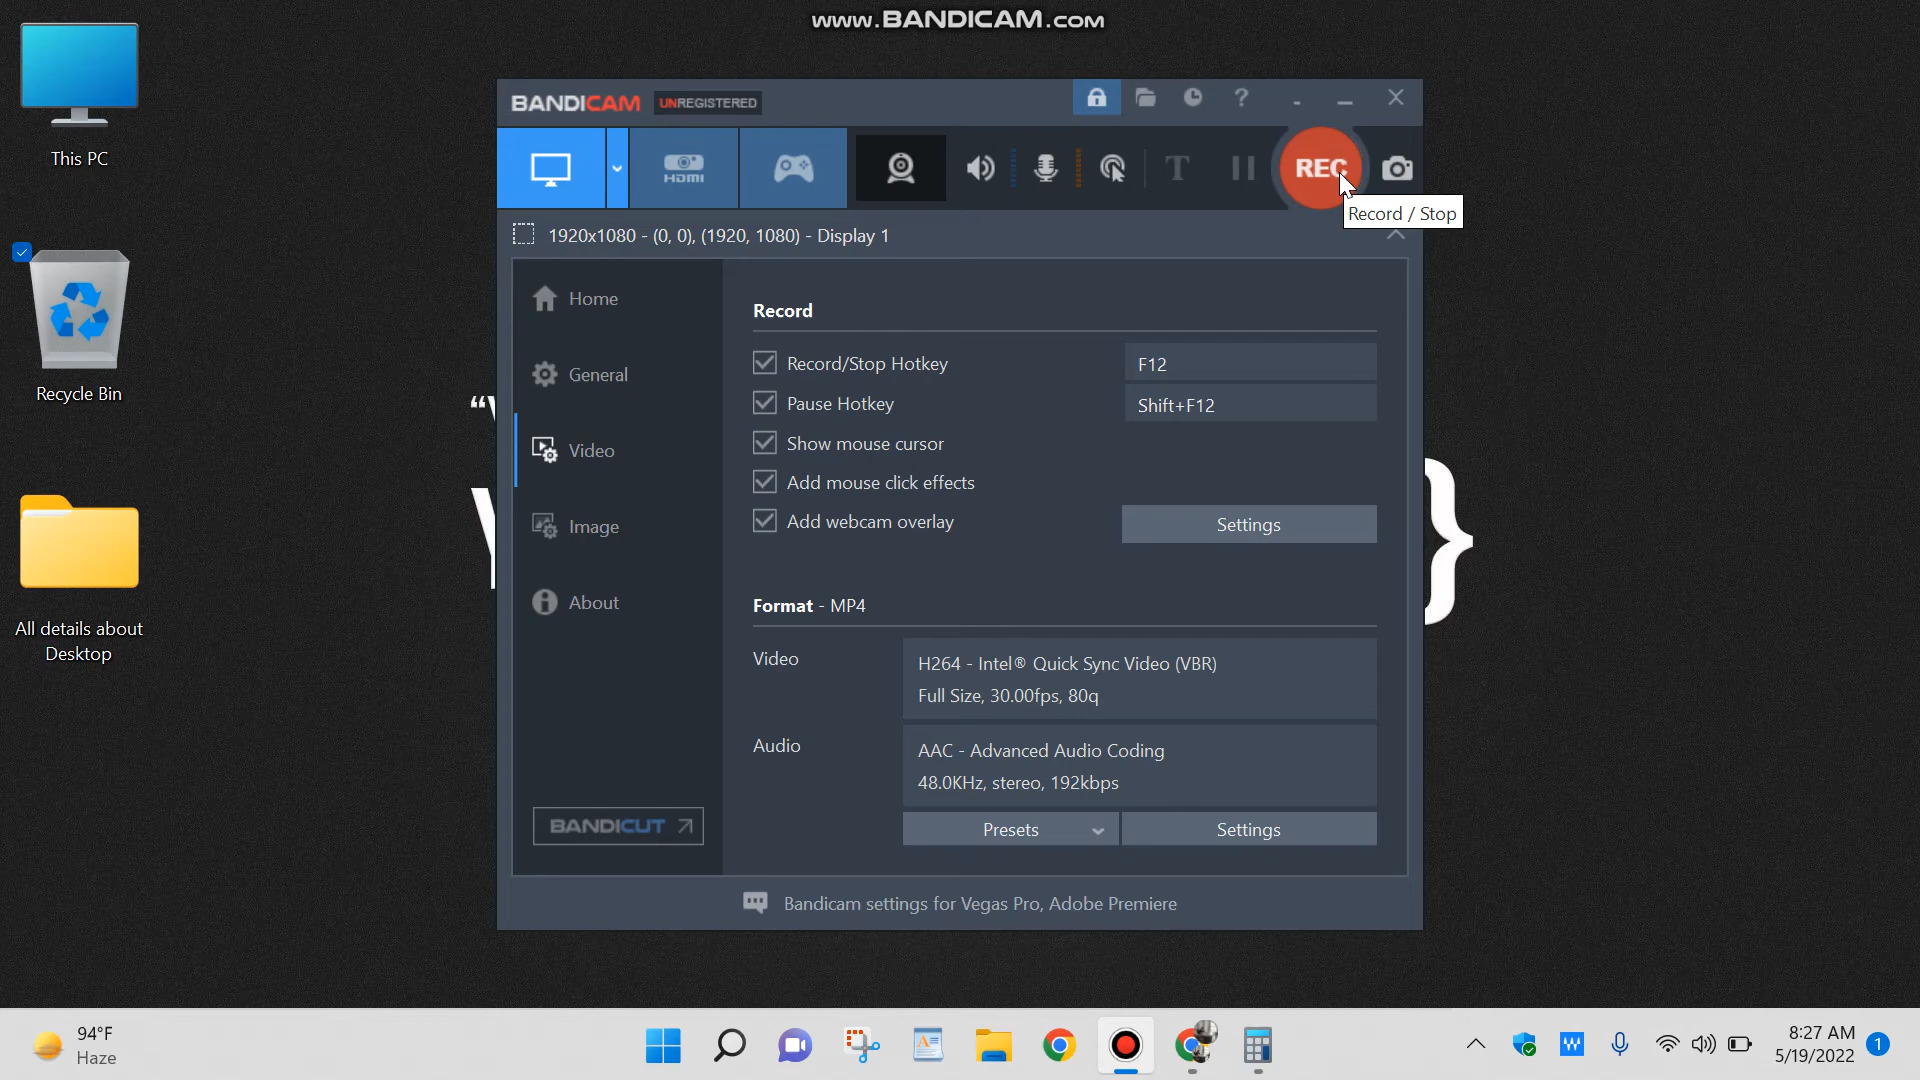 www.BANDICAM.com
This PC
Recycle Bin
All details about
Desktop
BANDICAM UNREGISTERED
HDMI
T
REC
Record / Stop
1920x1080 - (0, 0), (1920, 1080) - Display 1
Home
General
Video
Image
About
BANDICUT
Record
Record/Stop Hotkey F12
Pause Hotkey Shift+F12
Show mouse cursor
Add mouse click effects
Add webcam overlay Settings
Format - MP4
Video H264 - Intel® Quick Sync Video (VBR)
Full Size, 30.00fps, 80q
Audio AAC - Advanced Audio Coding
48.0KHz, stereo, 192kbps
Presets Settings
Bandicam settings for Vegas Pro, Adobe Premiere
“
}
94°F
Haze
8:27 AM
5/19/2022
1